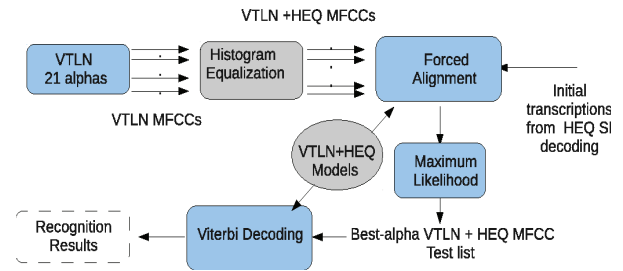 VTLN +HEQ MFCCs
VTLN
21 alphas
Histogram
Equalization
Forced
Alignment
VTLN MFCCs
Initial
transcriptions
from HEQ SI
decoding
VTLN+HEQ
Models
Maximum
Likelihood
Recognition
Results
Viterbi Decoding
Best-alpha VTLN + HEQ MFCC
Test list